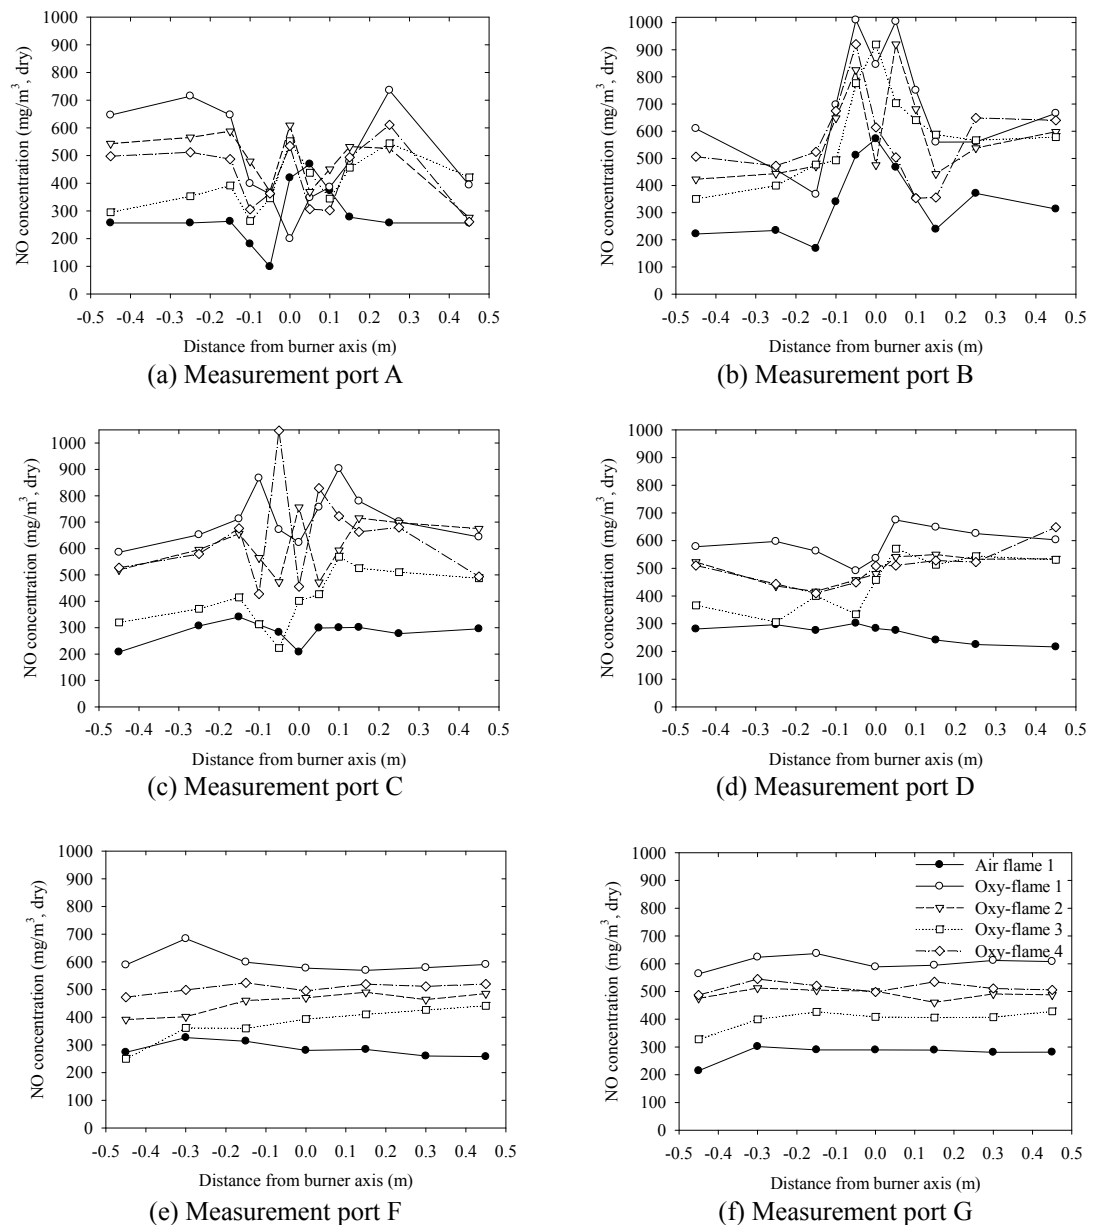 1000
900
800
700
600
500
400
300
200
100
0
NO concentration (mg/m³, dry)
-0.5 -0.4 -0.3 -0.2 -0.1 0.0 0.1 0.2 0.3 0.4 0.5
Distance from burner axis (m)
(a) Measurement port A
1000
900
800
700
600
500
400
300
200
100
0
NO concentration (mg/m³, dry)
-0.5 -0.4 -0.3 -0.2 -0.1 0.0 0.1 0.2 0.3 0.4 0.5
Distance from burner axis (m)
(b) Measurement port B
1000
900
800
700
600
500
400
300
200
100
0
NO concentration (mg/m³, dry)
-0.5 -0.4 -0.3 -0.2 -0.1 0.0 0.1 0.2 0.3 0.4 0.5
Distance from burner axis (m)
(c) Measurement port C
1000
900
800
700
600
500
400
300
200
100
0
NO concentration (mg/m³, dry)
-0.5 -0.4 -0.3 -0.2 -0.1 0.0 0.1 0.2 0.3 0.4 0.5
Distance from burner axis (m)
(d) Measurement port D
1000
900
800
700
600
500
400
300
200
100
0
NO concentration (mg/m³, dry)
-0.5 -0.4 -0.3 -0.2 -0.1 0.0 0.1 0.2 0.3 0.4 0.5
Distance from burner axis (m)
(e) Measurement port F
1000
900
800
700
600
500
400
300
200
100
0
NO concentration (mg/m³, dry)
Air flame 1
Oxy-flame 1
Oxy-flame 2
Oxy-flame 3
Oxy-flame 4
-0.5 -0.4 -0.3 -0.2 -0.1 0.0 0.1 0.2 0.3 0.4 0.5
Distance from burner axis (m)
(f) Measurement port G